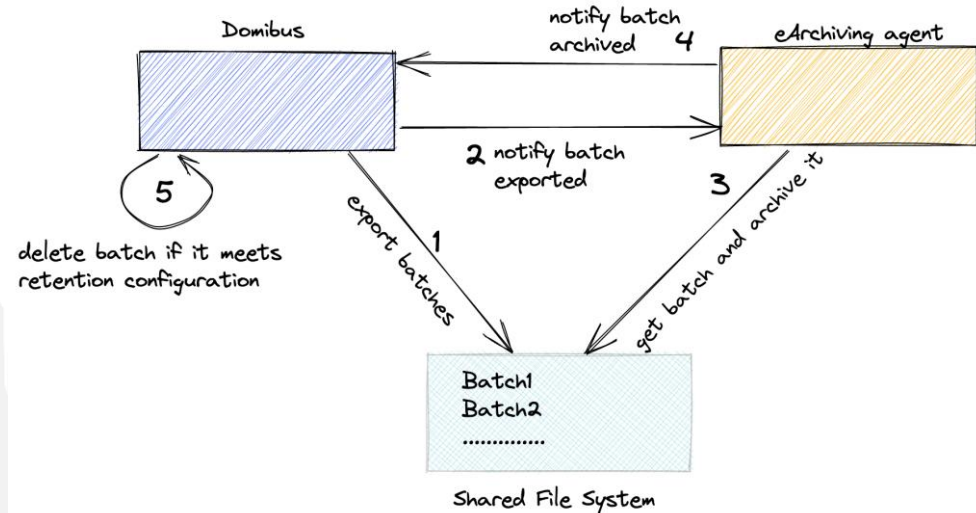 Domibus
notify batch
archived 4
eArchiving agent
2 notify batch
exported
3
5
1
export batches
get batch and archive it
delete batch if it meets
retention configuration
Batch1
Batch2
..............
Shared File System